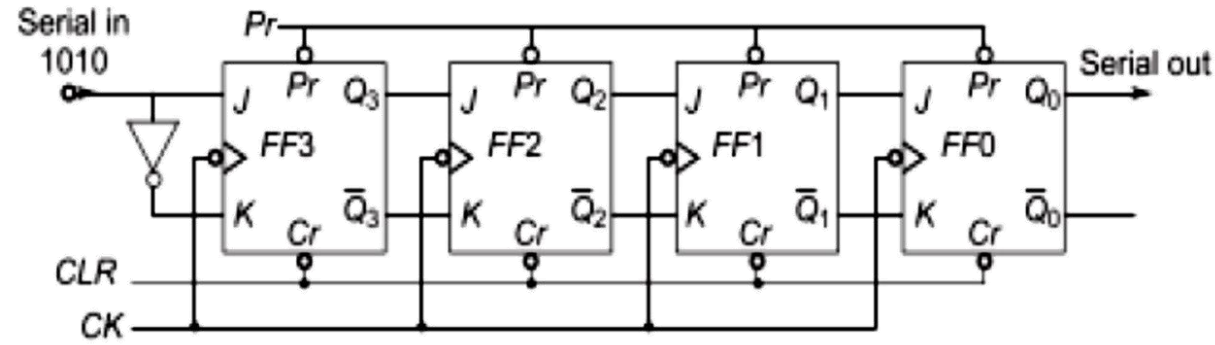 Serial in
1010
Pr
Serial out
J Pr Q₃
FF3
K Cr Q̅₃
J Pr Q₂
FF2
K Cr Q̅₂
J Pr Q₁
FF1
K Cr Q̅₁
J Pr Q₀
FF0
K Cr Q̅₀
CLR
CK